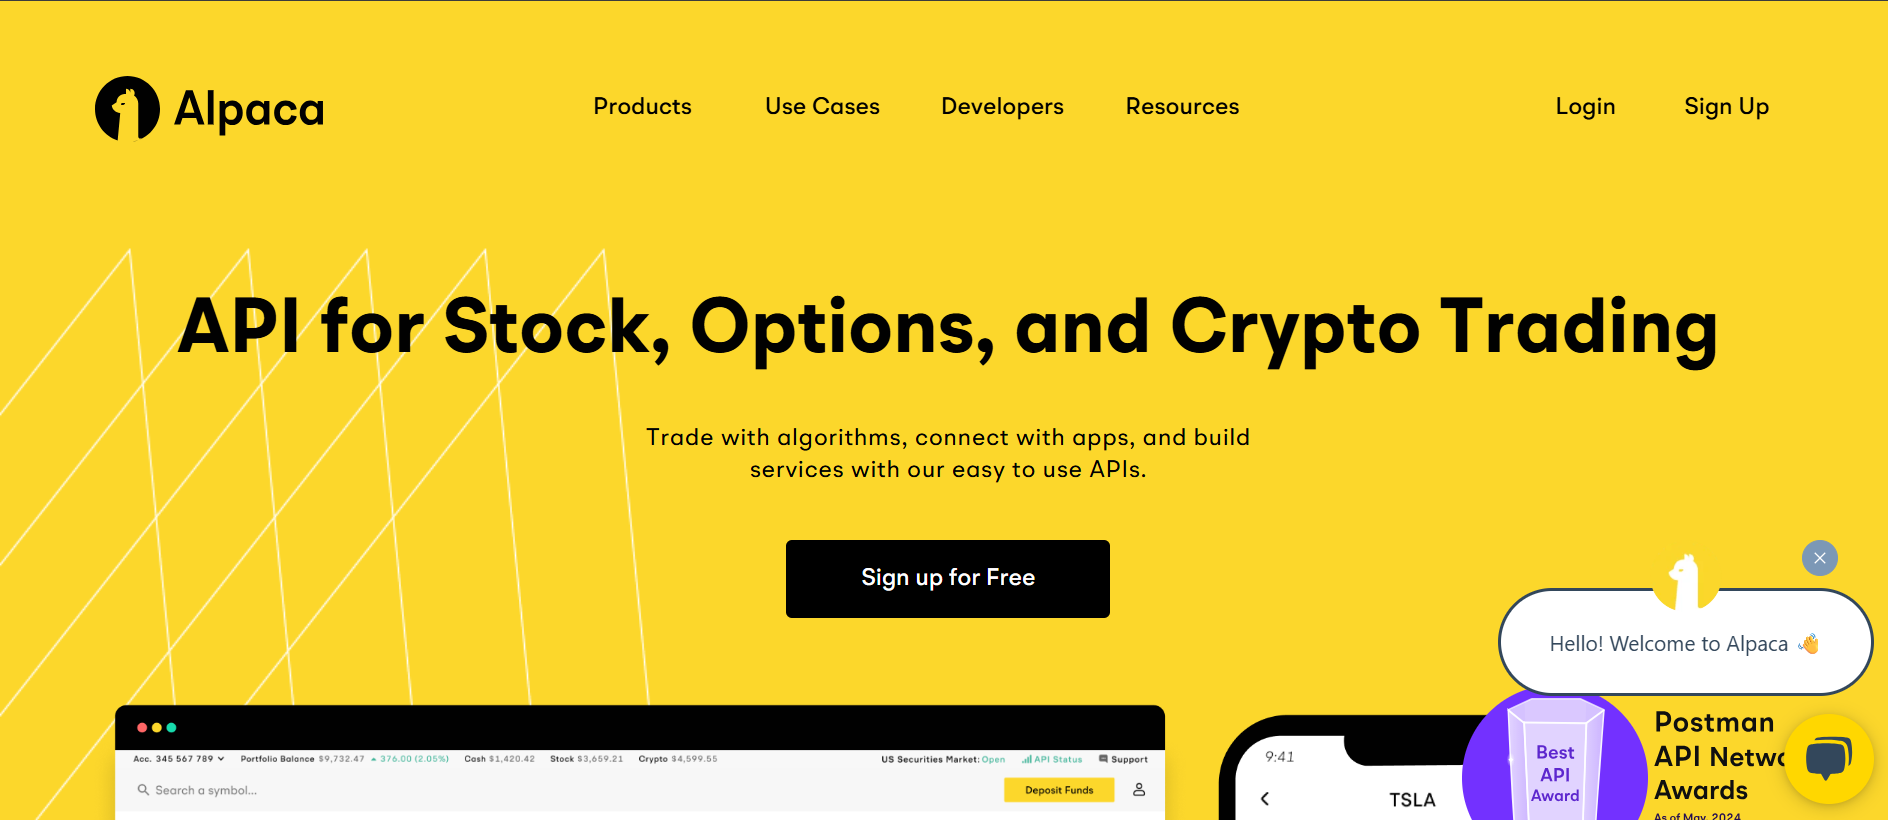 Alpaca
Products
Use Cases
Developers
Resources
Login
Sign Up
API for Stock, Options, and Crypto Trading
Trade with algorithms, connect with apps, and build
services with our easy to use APIs.
Sign up for Free
Hello! Welcome to Alpaca 👋
Acc. 345 567 789
Portfolio Balance $9,732.47 376.00 (2.05%)
Cash $1,420.42
Stock $3,659.21
Crypto $4,599.55
US Securities Market: Open
API Status
Support
Search a symbol...
Deposit Funds
9:41
TSLA
Best
API
Award
Postman
API
Awards
As of May, 2024